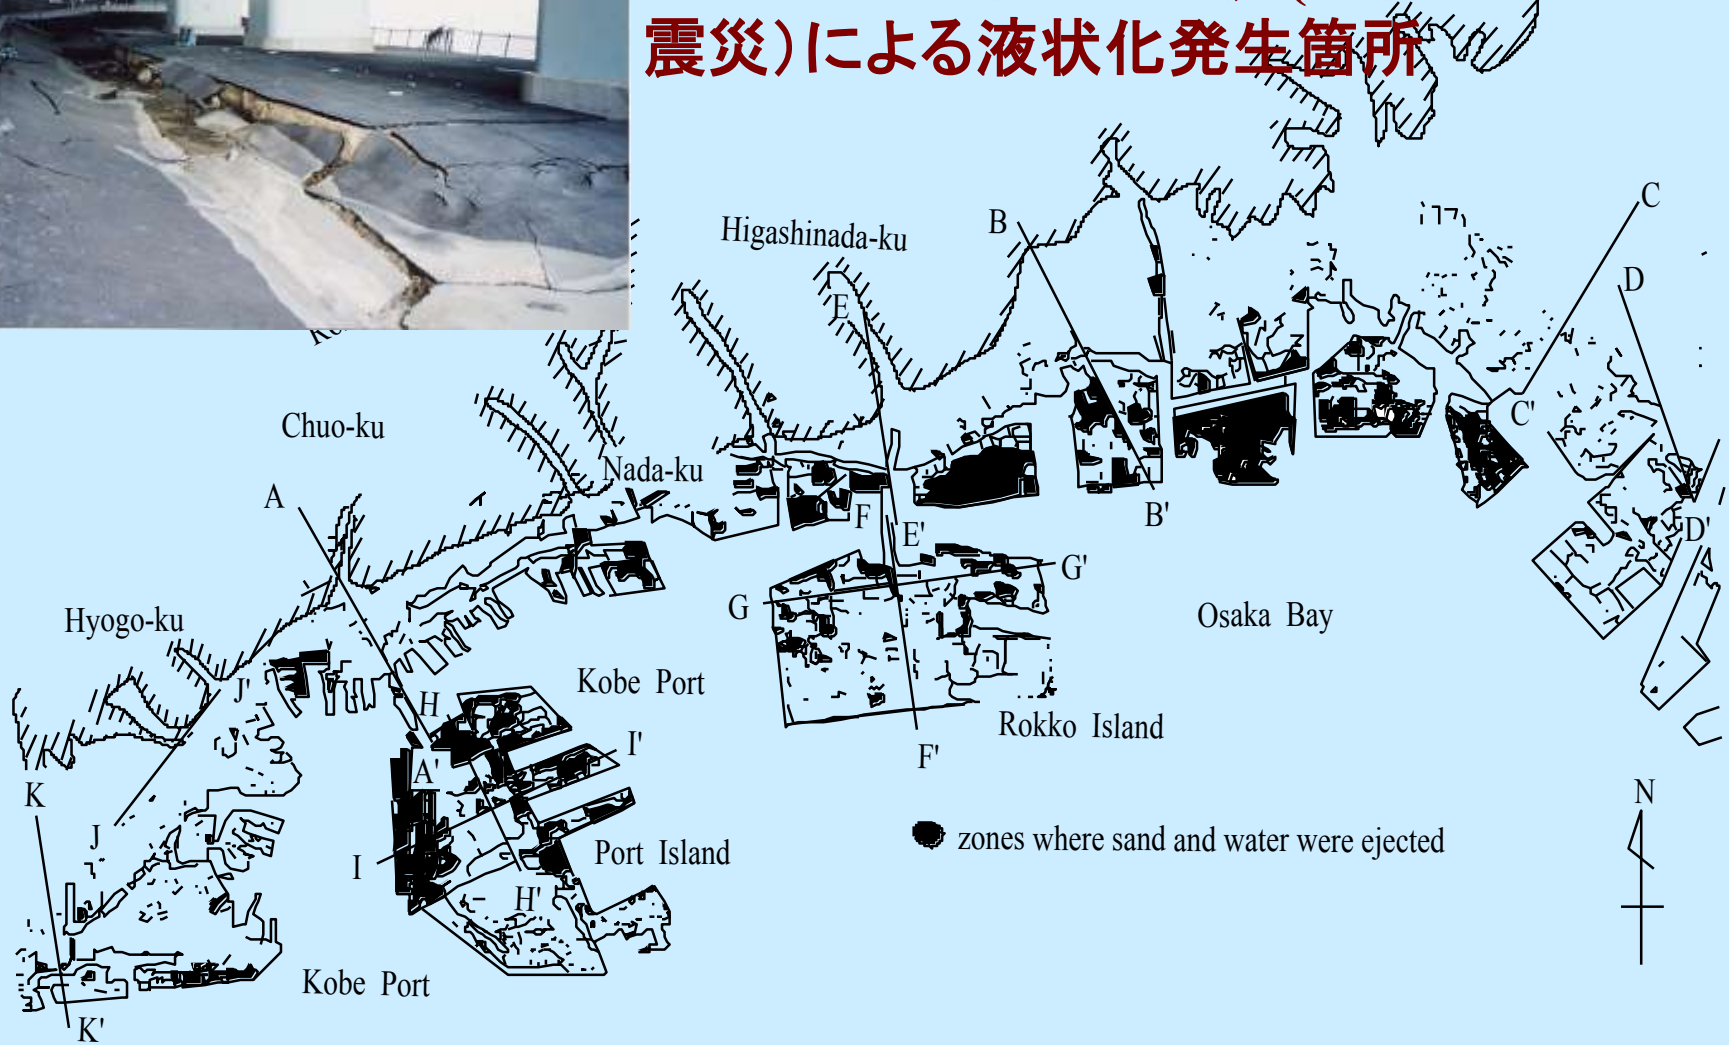 震災）による液状化発生箇所
C
B
Higashinada-ku
D
E
Chuo-ku
C'
Nada-ku
A
F
B'
E'
D'
G'
G
Hyogo-ku
Osaka Bay
Kobe Port
J'
H
Rokko Island
I'
F'
A'
K
N
J
zones where sand and water were ejected
Port Island
I
H'
Kobe Port
K'